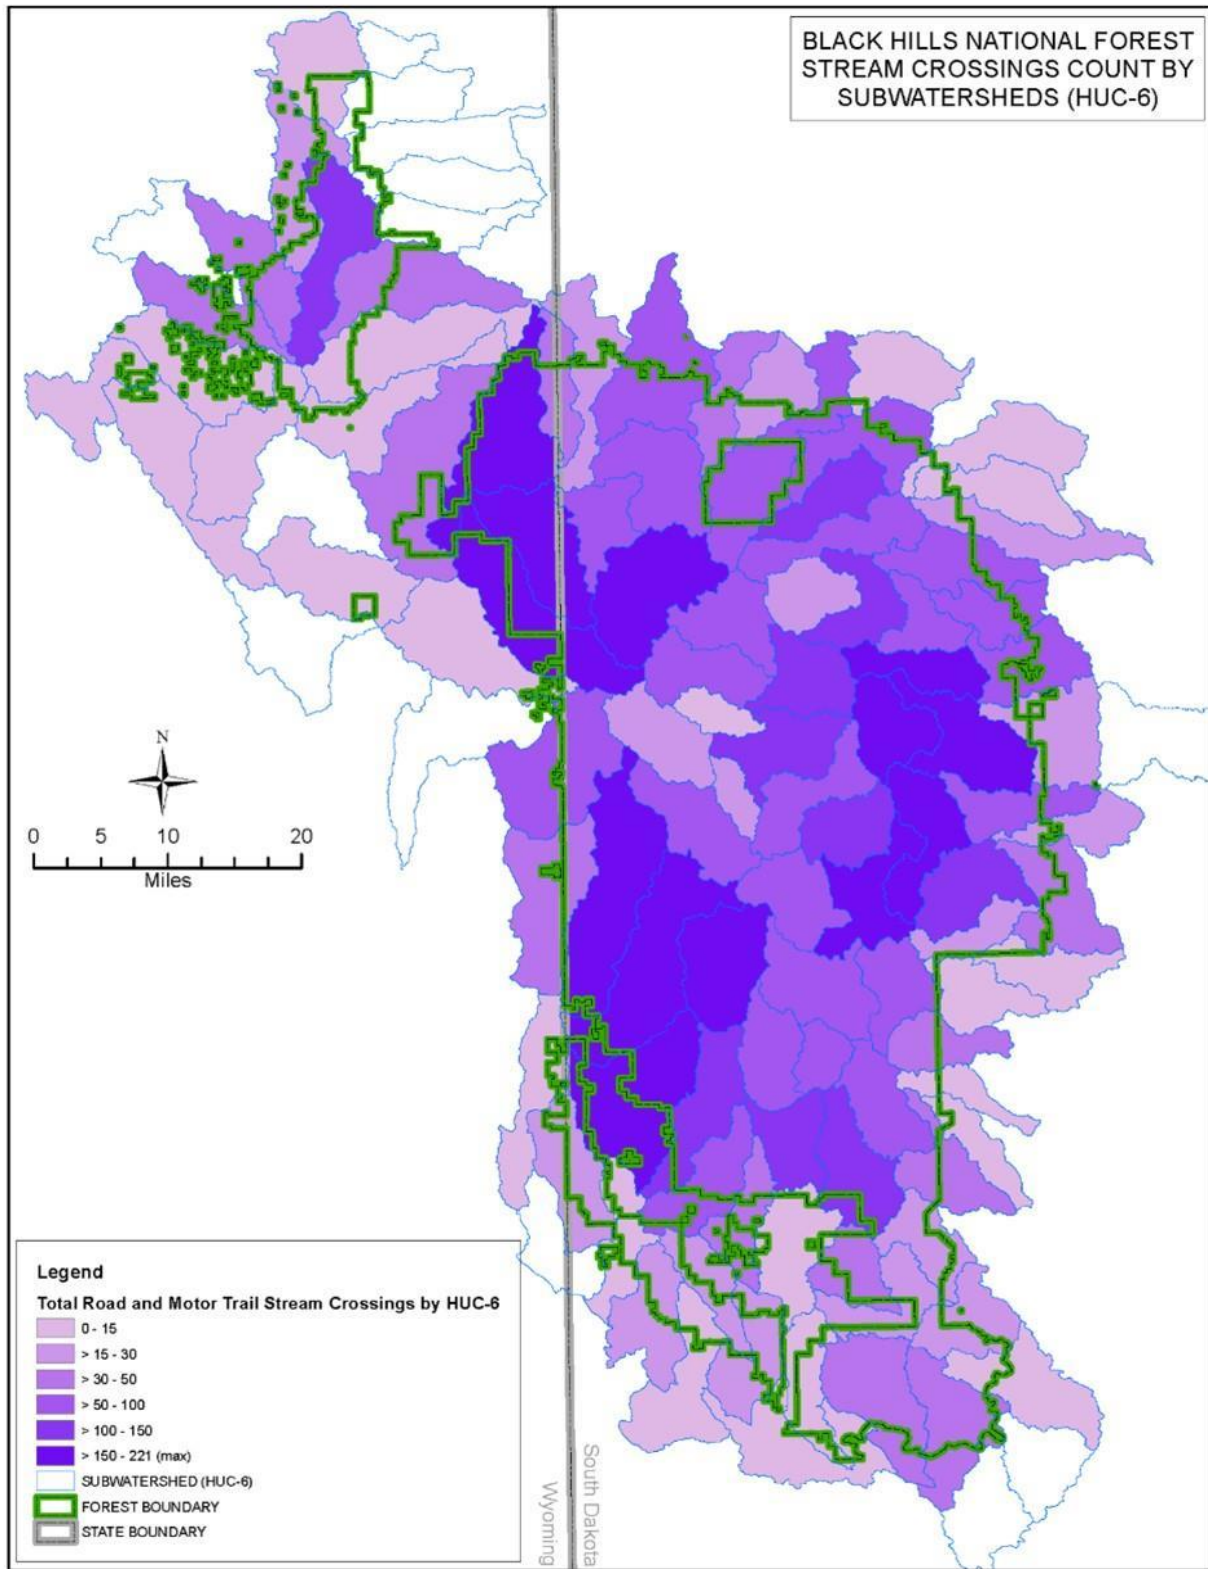 BLACK HILLS NATIONAL FOREST
STREAM CROSSINGS COUNT BY
SUBWATERSHEDS (HUC-6)
N
0 5 10 20
Miles
Legend
Total Road and Motor Trail Stream Crossings by HUC-6
0 - 15
> 15 - 30
> 30 - 50
> 50 - 100
> 100 - 150
> 150 - 221 (max)
SUBWATERSHED (HUC-6)
FOREST BOUNDARY
STATE BOUNDARY
Wyoming
South Dakota